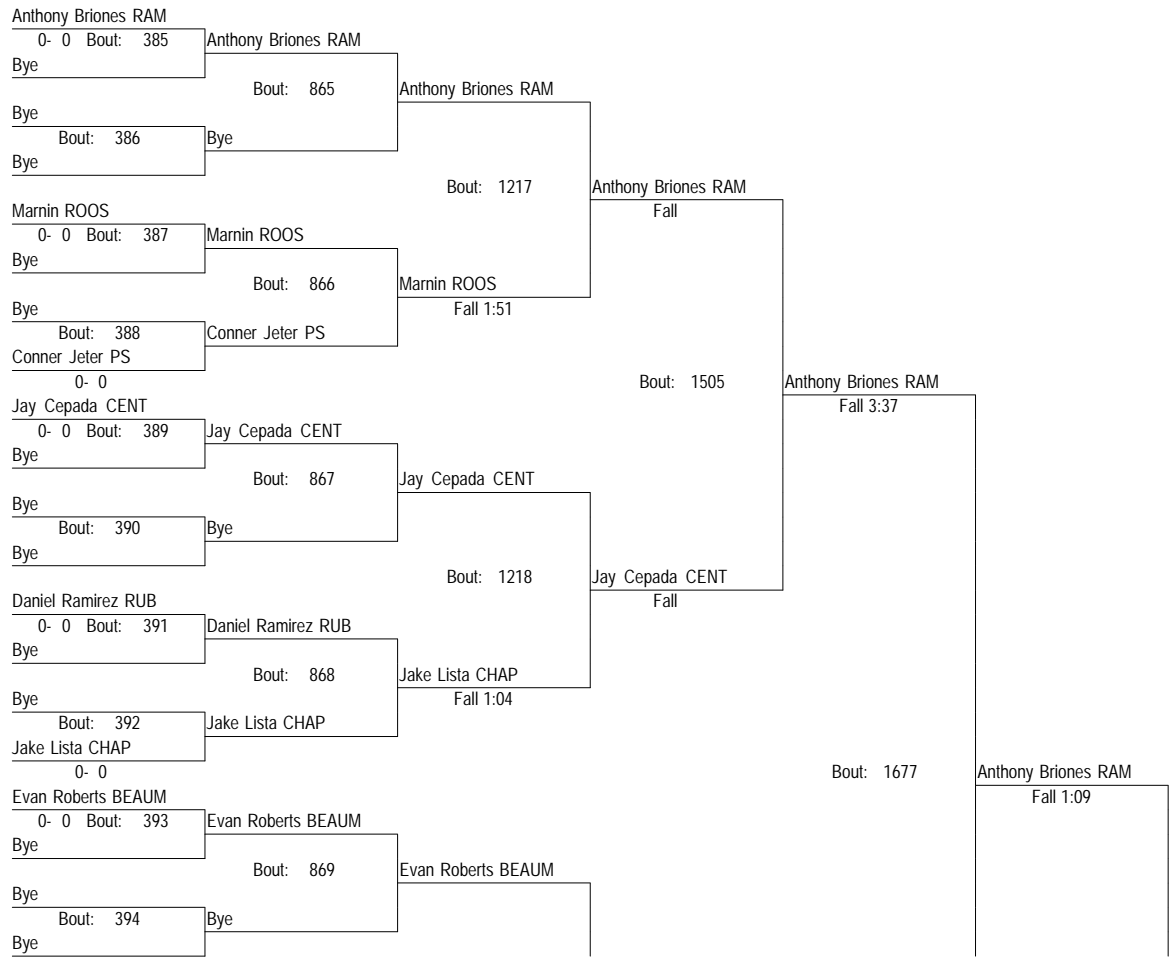 Anthony Briones RAM
0- 0 Bout: 385 Anthony Briones RAM
Bye
Bout: 865 Anthony Briones RAM
Bye
Bout: 386 Bye
Bye
Bout: 1217 Anthony Briones RAM
Fall
Marnin ROOS
0- 0 Bout: 387 Marnin ROOS
Bye
Bout: 866 Marnin ROOS
Fall 1:51
Bye
Bout: 388 Conner Jeter PS
Conner Jeter PS
0- 0
Bout: 1505 Anthony Briones RAM
Fall 3:37
Jay Cepada CENT
0- 0 Bout: 389 Jay Cepada CENT
Bye
Bout: 867 Jay Cepada CENT
Bye
Bout: 390 Bye
Bye
Bout: 1218 Jay Cepada CENT
Fall
Daniel Ramirez RUB
0- 0 Bout: 391 Daniel Ramirez RUB
Bye
Bout: 868 Jake Lista CHAP
Fall 1:04
Bye
Bout: 392 Jake Lista CHAP
Jake Lista CHAP
0- 0
Bout: 1677 Anthony Briones RAM
Fall 1:09
Evan Roberts BEAUM
0- 0 Bout: 393 Evan Roberts BEAUM
Bye
Bout: 869 Evan Roberts BEAUM
Bye
Bout: 394 Bye
Bye